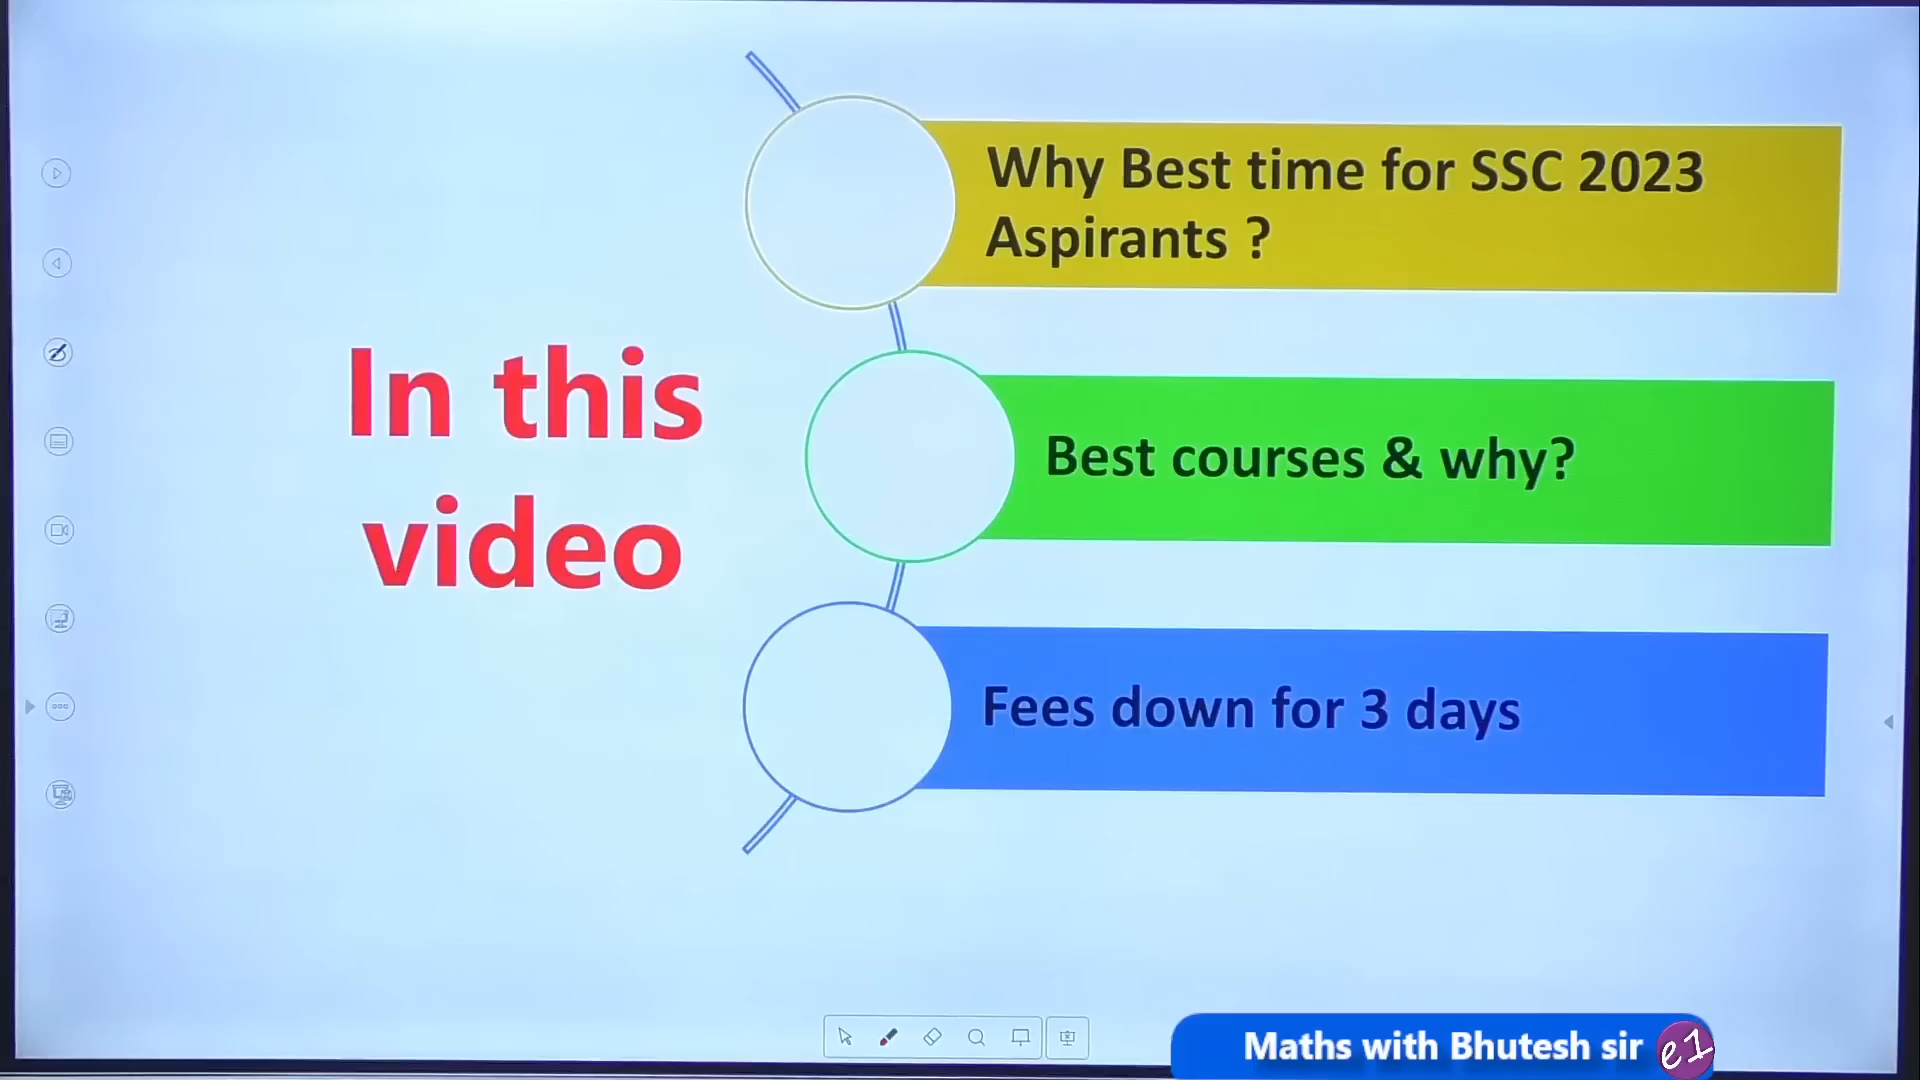 In this
video
Why Best time for SSC 2023
Aspirants ?
Best courses & why?
Fees down for 3 days
Maths with Bhutesh sir
e1